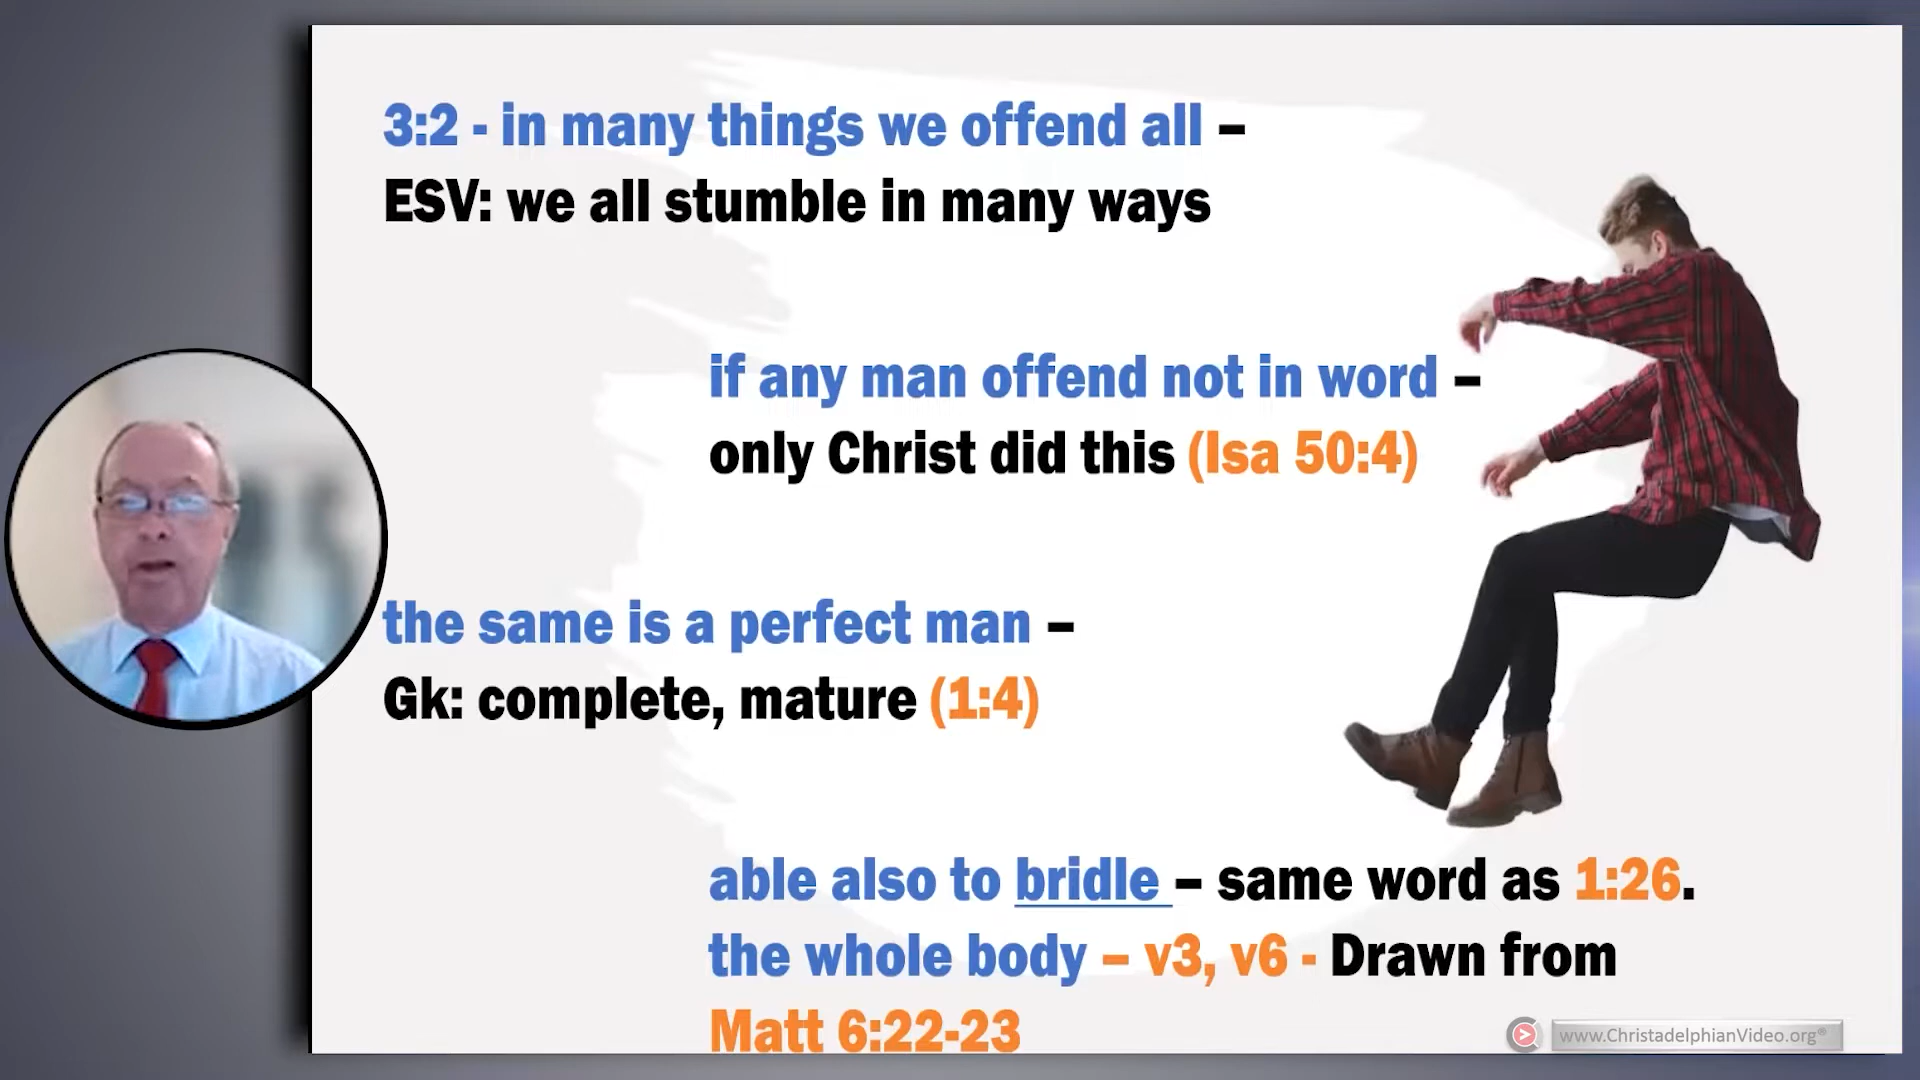 3:2 - in many things we offend all –
ESV: we all stumble in many ways
if any man offend not in word –
only Christ did this (Isa 50:4)
the same is a perfect man –
Gk: complete, mature (1:4)
able also to bridle – same word as 1:26.
the whole body – v3, v6 - Drawn from
Matt 6:22-23
www.ChristadelphianVideo.org®